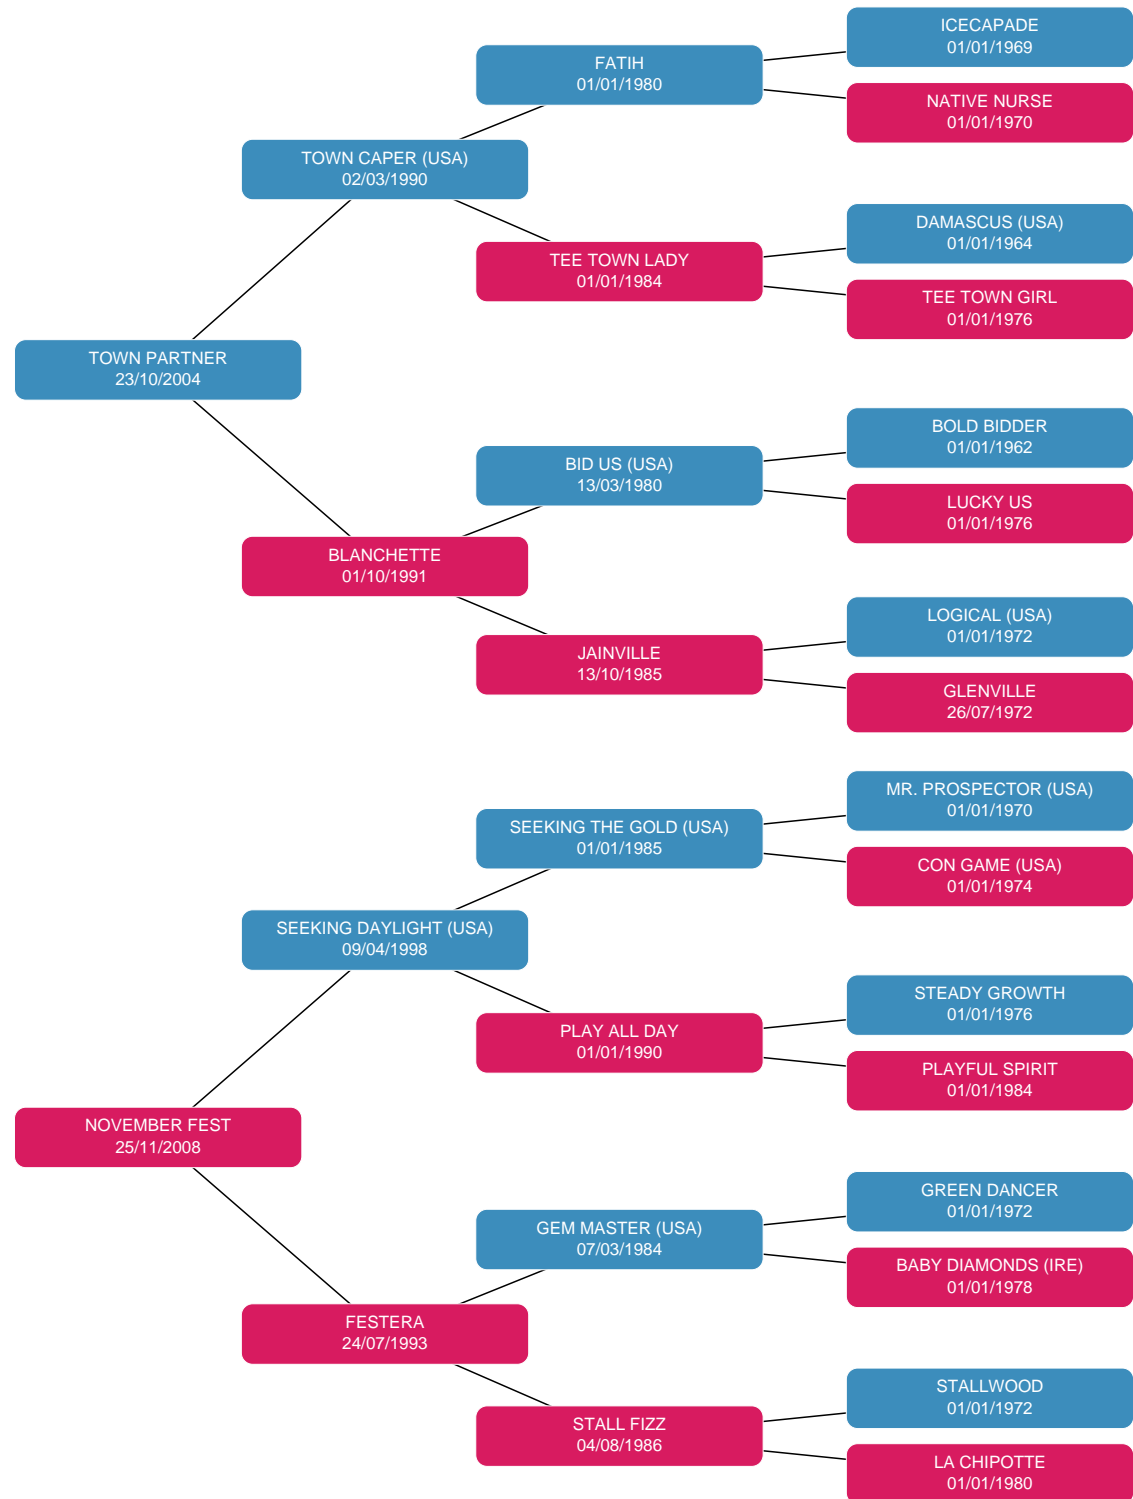 ICECAPADE
01/01/1969
FATIH
01/01/1980
NATIVE NURSE
01/01/1970
TOWN CAPER (USA)
02/03/1990
DAMASCUS (USA)
01/01/1964
TEE TOWN LADY
01/01/1984
TEE TOWN GIRL
01/01/1976
TOWN PARTNER
23/10/2004
BOLD BIDDER
01/01/1962
BID US (USA)
13/03/1980
LUCKY US
01/01/1976
BLANCHETTE
01/10/1991
LOGICAL (USA)
01/01/1972
JAINVILLE
13/10/1985
GLENVILLE
26/07/1972
MR. PROSPECTOR (USA)
01/01/1970
SEEKING THE GOLD (USA)
01/01/1985
CON GAME (USA)
01/01/1974
SEEKING DAYLIGHT (USA)
09/04/1998
STEADY GROWTH
01/01/1976
PLAY ALL DAY
01/01/1990
PLAYFUL SPIRIT
01/01/1984
NOVEMBER FEST
25/11/2008
GREEN DANCER
01/01/1972
GEM MASTER (USA)
07/03/1984
BABY DIAMONDS (IRE)
01/01/1978
FESTERA
24/07/1993
STALLWOOD
01/01/1972
STALL FIZZ
04/08/1986
LA CHIPOTTE
01/01/1980